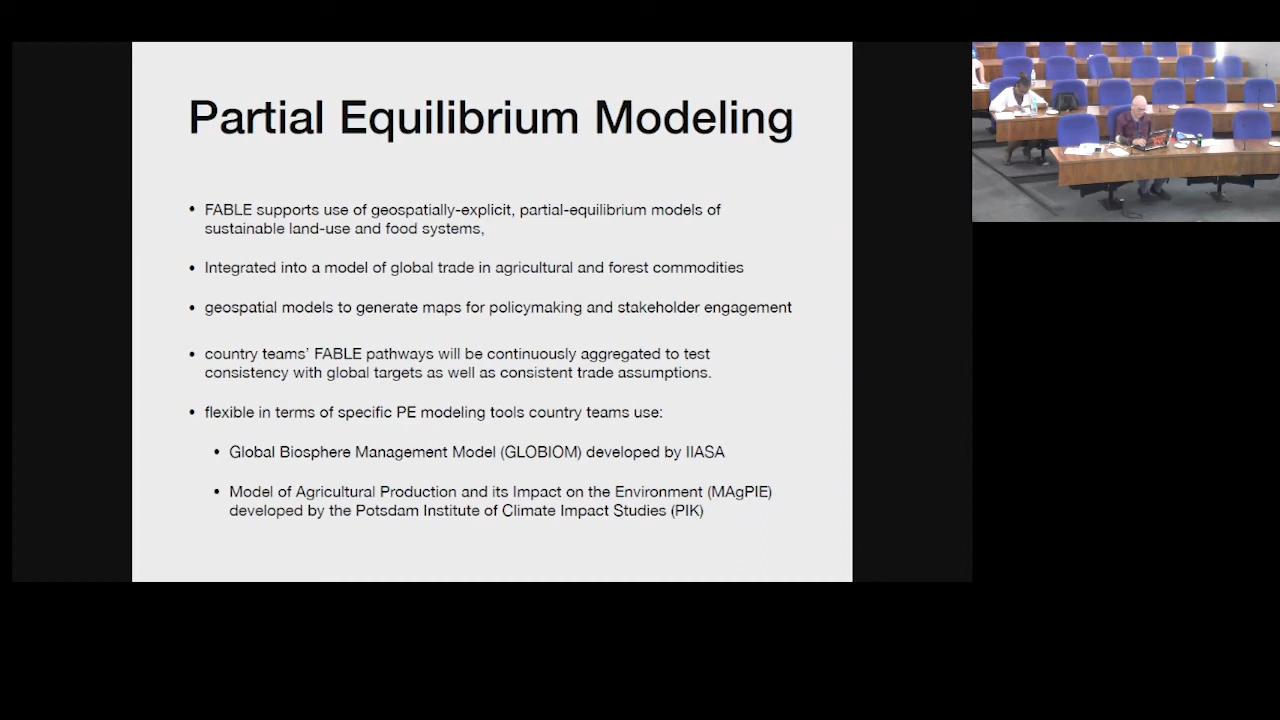 Partial Equilibrium Modeling
• FABLE supports use of geospatially-explicit, partial-equilibrium models of
sustainable land-use and food systems,
• Integrated into a model of global trade in agricultural and forest commodities
• geospatial models to generate maps for policymaking and stakeholder engagement
• country teams' FABLE pathways will be continuously aggregated to test
consistency with global targets as well as consistent trade assumptions.
• flexible in terms of specific PE modeling tools country teams use:
• Global Biosphere Management Model (GLOBIOM) developed by IIASA
• Model of Agricultural Production and its Impact on the Environment (MAgPIE)
developed by the Potsdam Institute of Climate Impact Studies (PIK)